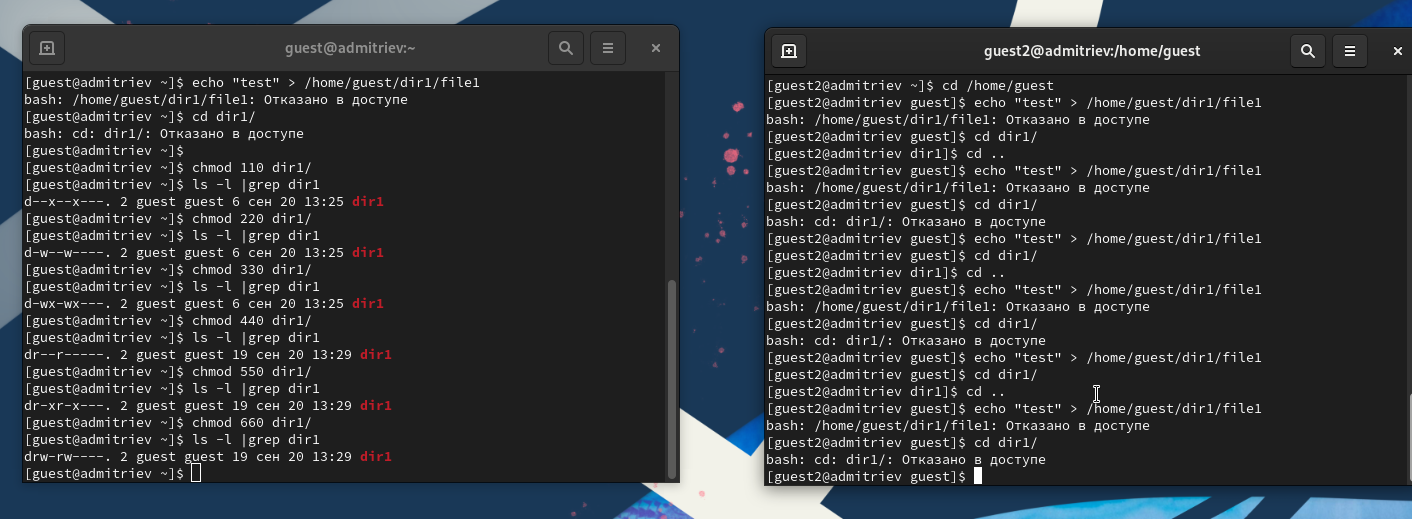 guest@admitriev:~
[guest@admitriev ~]$ echo "test" > /home/guest/dir1/file1
bash: /home/guest/dir1/file1: Отказано в доступе
[guest@admitriev ~]$ cd dir1/
bash: cd: dir1/: Отказано в доступе
[guest@admitriev ~]$
[guest@admitriev ~]$ chmod 110 dir1/
[guest@admitriev ~]$ ls -l |grep dir1
d--x--x---. 2 guest guest 6 сен 20 13:25 dir1
[guest@admitriev ~]$ chmod 220 dir1/
[guest@admitriev ~]$ ls -l |grep dir1
d-w--w----. 2 guest guest 6 сен 20 13:25 dir1
[guest@admitriev ~]$ chmod 330 dir1/
[guest@admitriev ~]$ ls -l |grep dir1
d-wx-wx---. 2 guest guest 6 сен 20 13:25 dir1
[guest@admitriev ~]$ chmod 440 dir1/
[guest@admitriev ~]$ ls -l |grep dir1
dr--r-----. 2 guest guest 19 сен 20 13:29 dir1
[guest@admitriev ~]$ chmod 550 dir1/
[guest@admitriev ~]$ ls -l |grep dir1
dr-xr-x---. 2 guest guest 19 сен 20 13:29 dir1
[guest@admitriev ~]$ chmod 660 dir1/
[guest@admitriev ~]$ ls -l |grep dir1
drw-rw----. 2 guest guest 19 сен 20 13:29 dir1
[guest@admitriev ~]$
guest2@admitriev:/home/guest
[guest2@admitriev ~]$ cd /home/guest
[guest2@admitriev guest]$ echo "test" > /home/guest/dir1/file1
bash: /home/guest/dir1/file1: Отказано в доступе
[guest2@admitriev guest]$ cd dir1/
[guest2@admitriev dir1]$ cd ..
[guest2@admitriev guest]$ echo "test" > /home/guest/dir1/file1
bash: /home/guest/dir1/file1: Отказано в доступе
[guest2@admitriev guest]$ cd dir1/
bash: cd: dir1/: Отказано в доступе
[guest2@admitriev guest]$ echo "test" > /home/guest/dir1/file1
[guest2@admitriev guest]$ cd dir1/
[guest2@admitriev dir1]$ cd ..
[guest2@admitriev guest]$ echo "test" > /home/guest/dir1/file1
bash: /home/guest/dir1/file1: Отказано в доступе
[guest2@admitriev guest]$ cd dir1/
bash: cd: dir1/: Отказано в доступе
[guest2@admitriev guest]$ echo "test" > /home/guest/dir1/file1
[guest2@admitriev guest]$ cd dir1/
[guest2@admitriev dir1]$ cd ..
[guest2@admitriev guest]$ echo "test" > /home/guest/dir1/file1
bash: /home/guest/dir1/file1: Отказано в доступе
[guest2@admitriev guest]$ cd dir1/
bash: cd: dir1/: Отказано в доступе
[guest2@admitriev guest]$